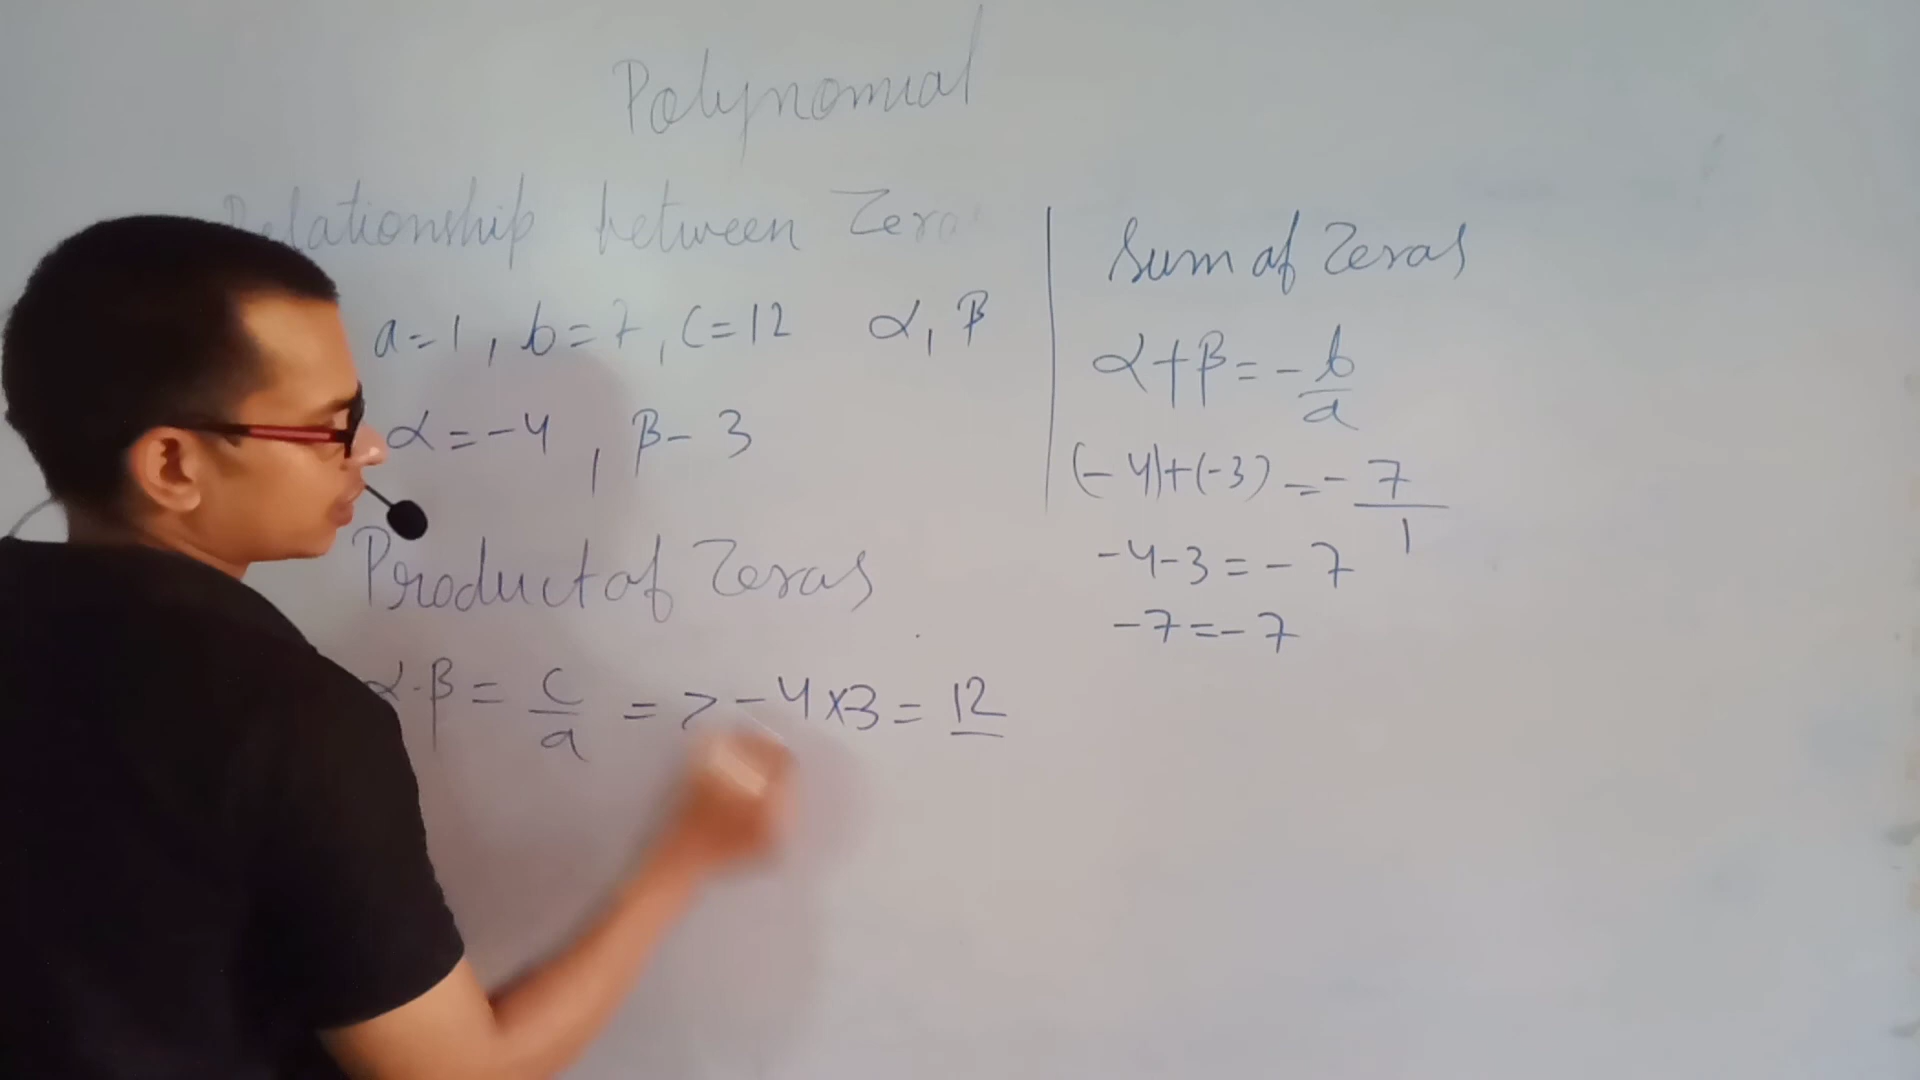 Polynomial
Relationship between Zero
a=1, b=7, c=12 α, β
α=-4, β-3
Product of Zeros
α·β = c/a => -4×-3 = 12
Sum of Zeros
α+β = -b/a
(-4)+(-3) = -7/1
-4-3=-7
-7=-7